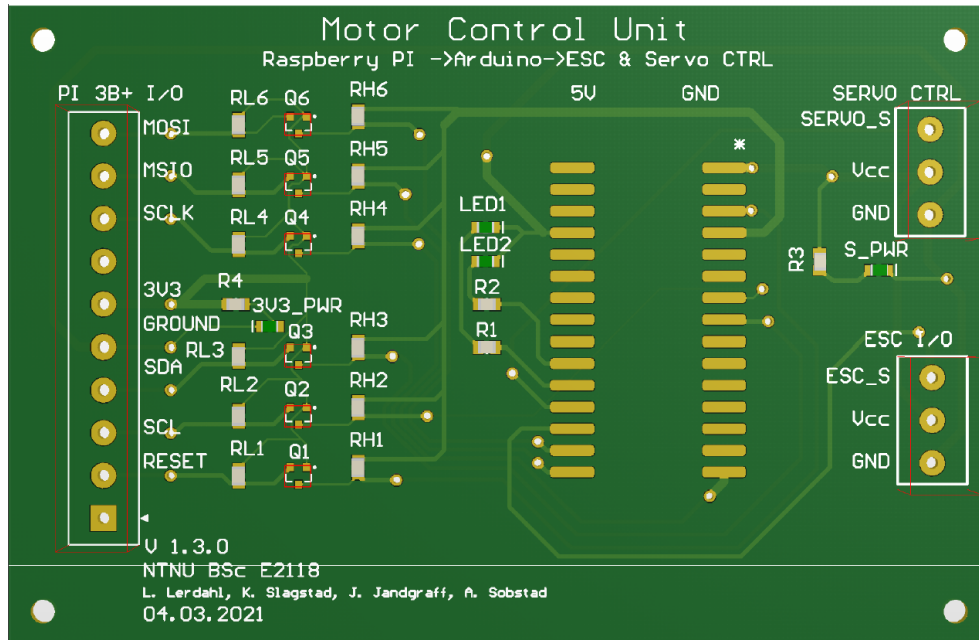 Motor Control Unit
Raspberry PI ->Arduino->ESC & Servo CTRL
PI 3B+ I/O
RL6
Q6
RH6
5V
GND
SERVO CTRL
MOSI
SERVO_S
*
RL5
Q5
RH5
MSIO
Vcc
SCLK
RL4
Q4
RH4
LED1
GND
LED2
R3
S_PWR
3V3
R4
R2
3V3_PWR
GROUND
Q3
RH3
R1
ESC I/O
RL3
SDA
RL2
Q2
RH2
ESC_S
SCL
Vcc
RESET
RL1
Q1
RH1
GND
V 1.3.0
NTNU BSc E2118
L. Lerdahl, K. Slagstad, J. Jandgraff, A. Sobstad
04.03.2021